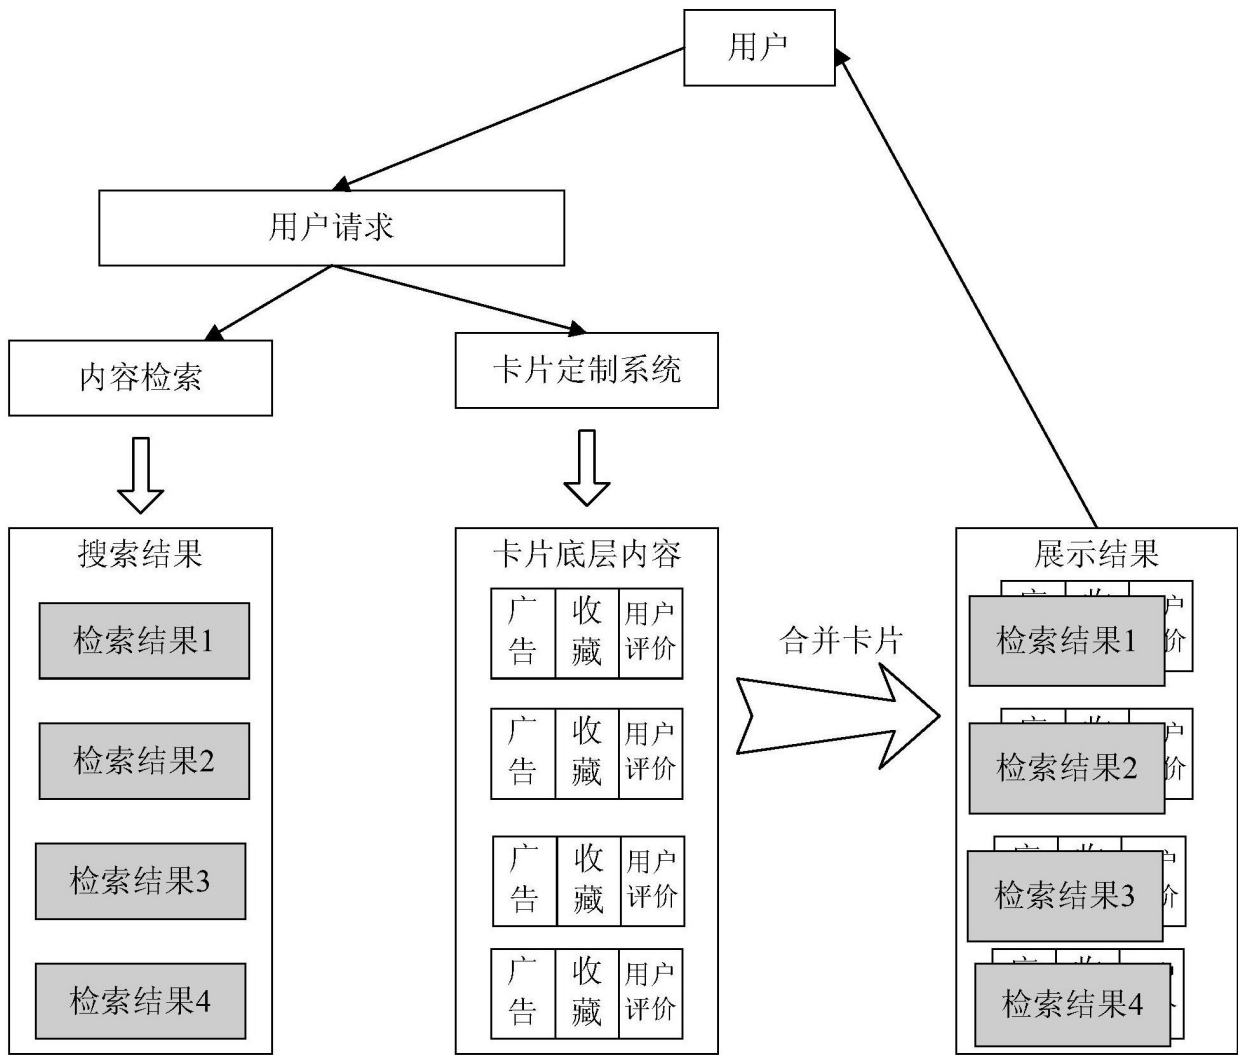 用户
用户请求
内容检索
卡片定制系统
搜索结果
检索结果1
检索结果2
检索结果3
检索结果4
卡片底层内容
广告
收藏
用户评价
广告
收藏
用户评价
广告
收藏
用户评价
广告
收藏
用户评价
合并卡片
展示结果
检索结果1
检索结果2
检索结果3
检索结果4